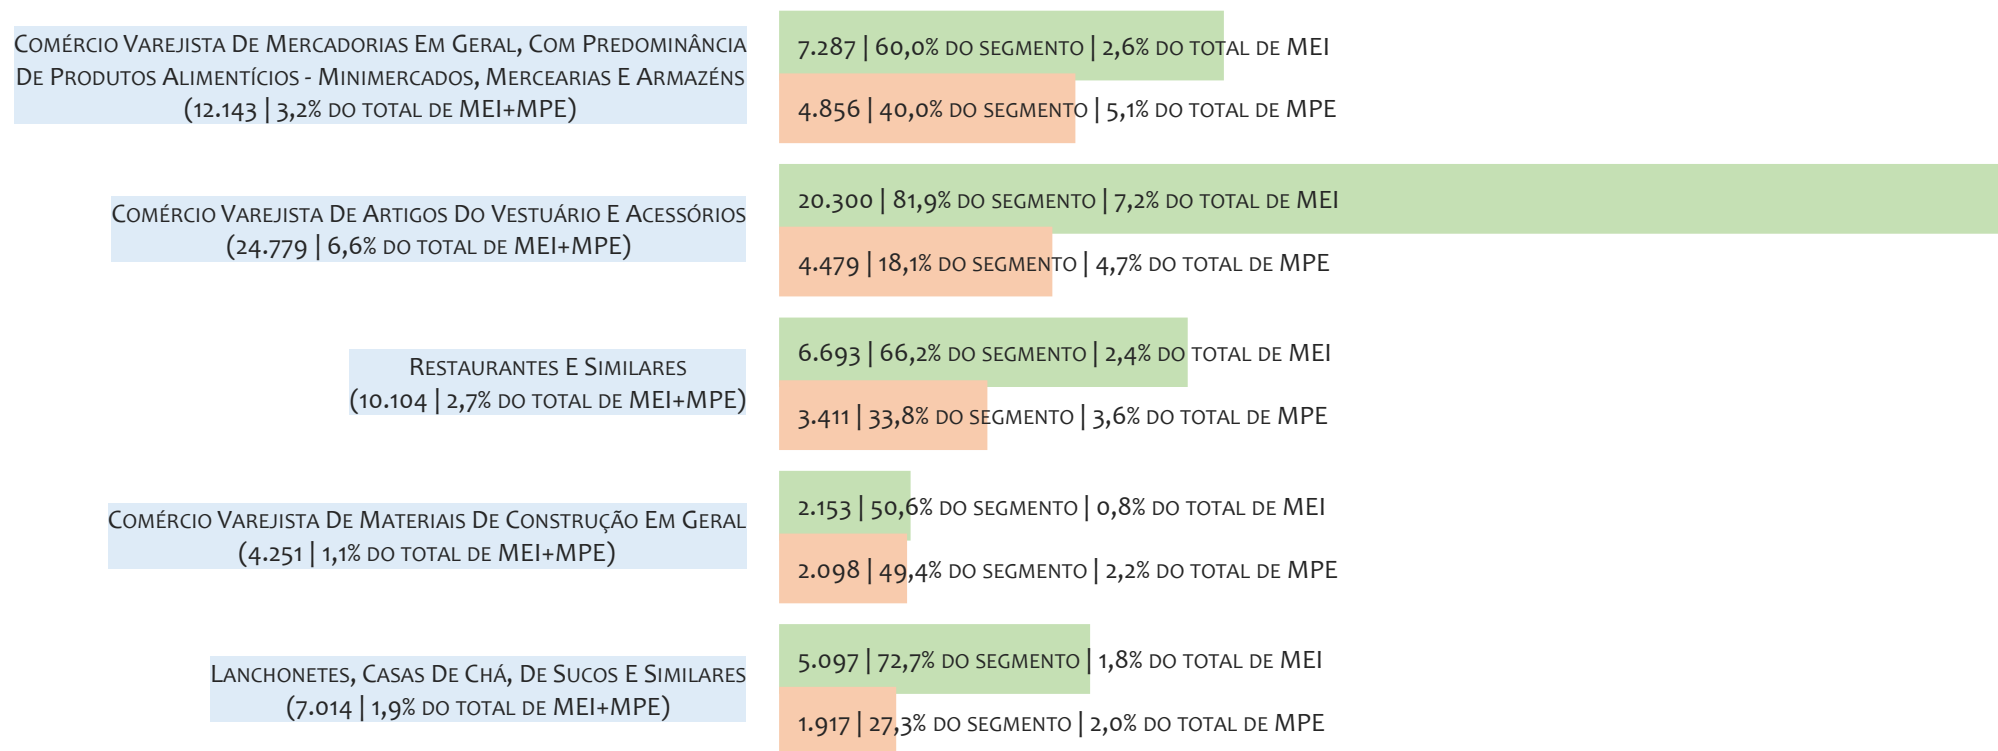 Comércio Varejista De Mercadorias Em Geral, Com Predominância
De Produtos Alimentícios - Minimercados, Mercearias E Armazéns
(12.143 | 3,2% do total de MEI+MPE)
7.287 | 60,0% do segmento | 2,6% do total de MEI
4.856 | 40,0% do segmento | 5,1% do total de MPE
Comércio Varejista De Artigos Do Vestuário E Acessórios
(24.779 | 6,6% do total de MEI+MPE)
20.300 | 81,9% do segmento | 7,2% do total de MEI
4.479 | 18,1% do segmento | 4,7% do total de MPE
Restaurantes E Similares
(10.104 | 2,7% do total de MEI+MPE)
6.693 | 66,2% do segmento | 2,4% do total de MEI
3.411 | 33,8% do segmento | 3,6% do total de MPE
Comércio Varejista De Materiais De Construção Em Geral
(4.251 | 1,1% do total de MEI+MPE)
2.153 | 50,6% do segmento | 0,8% do total de MEI
2.098 | 49,4% do segmento | 2,2% do total de MPE
Lanchonetes, Casas De Chá, De Sucos E Similares
(7.014 | 1,9% do total de MEI+MPE)
5.097 | 72,7% do segmento | 1,8% do total de MEI
1.917 | 27,3% do segmento | 2,0% do total de MPE